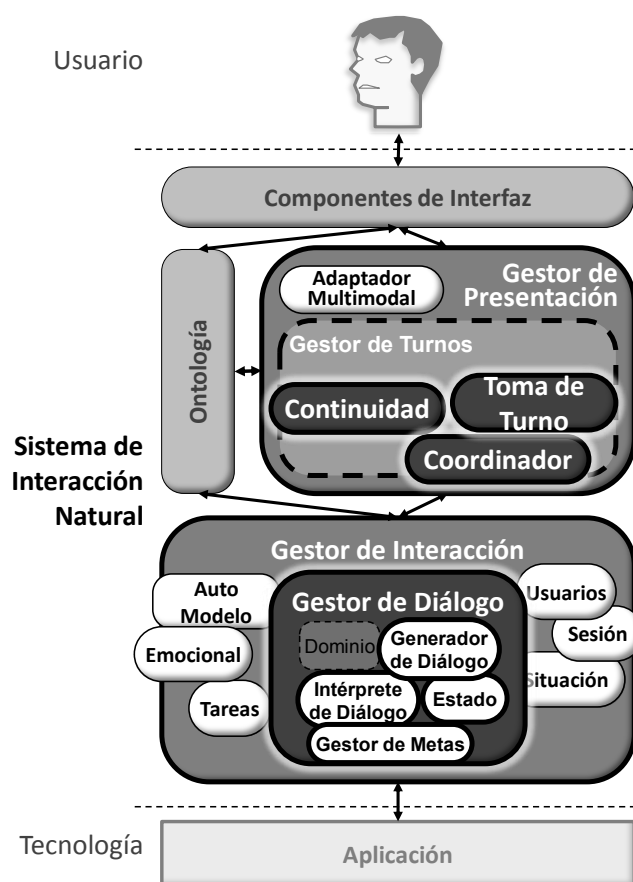 Usuario
Componentes de Interfaz
Adaptador
Multimodal
Gestor de
Presentación
Gestor de Turnos
Ontología
Continuidad
Toma de
Turno
Coordinador
Sistema de
Interacción
Natural
Gestor de Interacción
Auto
Modelo
Emocional
Tareas
Gestor de Diálogo
Dominio
Generador
de Diálogo
Intérprete
de Diálogo
Estado
Gestor de Metas
Usuarios
Sesión
Situación
Tecnología
Aplicación